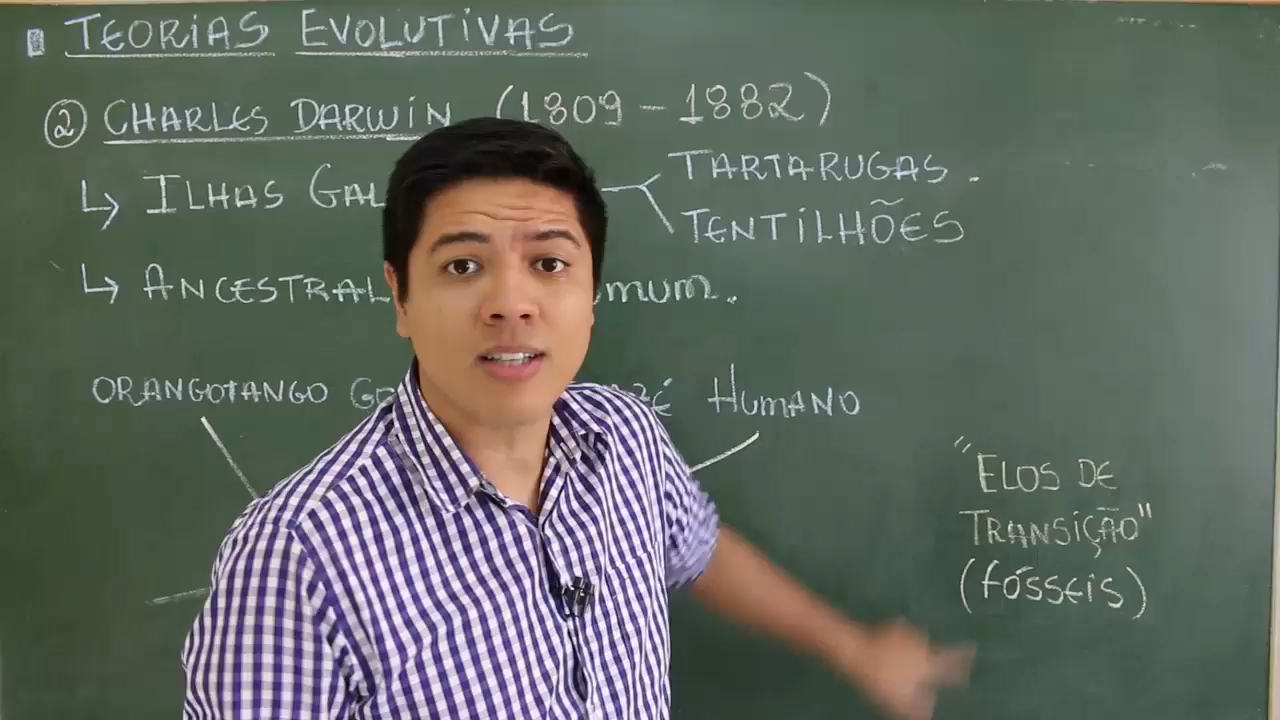 TEORIAS EVOLUTIVAS
② CHARLES DARWIN (1809 - 1882)
↳ ILHAS GAL
TARTARUGAS.
TENTILHÕES
↳ ANCESTRAL MUM.
ORANGOTANGO HUMANO
"ELOS DE
TRANSIÇÃO"
(FÓSSEIS)